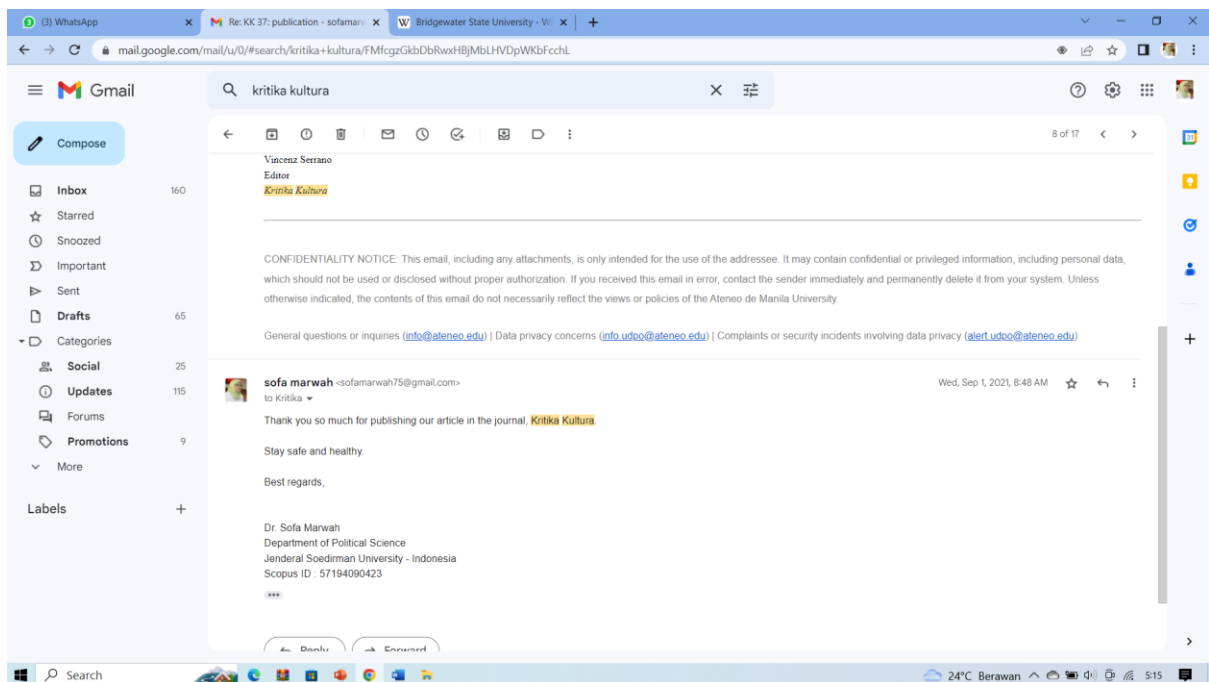 (3) WhatsApp
Re: KK 37: publication - sofamarw
Bridgewater State University - Wi
mail.google.com/mail/u/0/#search/kritika+kultura/FMfcgzGkbDbRwxHBjMbLHVDpWKbFcchL
Gmail
kritika kultura
Compose
8 of 17
Inbox 160
Starred
Snoozed
Important
Sent
Drafts 65
Categories
Social 25
Updates 115
Forums
Promotions 9
More
Labels
Vincenz Serrano
Editor
Kritika Kultura
CONFIDENTIALITY NOTICE: This email, including any attachments, is only intended for the use of the addressee. It may contain confidential or privileged information, including personal data,
which should not be used or disclosed without proper authorization. If you received this email in error, contact the sender immediately and permanently delete it from your system. Unless
otherwise indicated, the contents of this email do not necessarily reflect the views or policies of the Ateneo de Manila University.
General questions or inquiries (info@ateneo.edu) | Data privacy concerns (info.udpo@ateneo.edu) | Complaints or security incidents involving data privacy (alert.udpo@ateneo.edu)
sofa marwah <sofamarwah75@gmail.com> Wed, Sep 1, 2021, 8:48 AM
to Kritika
Thank you so much for publishing our article in the journal, Kritika Kultura.
Stay safe and healthy.
Best regards,
Dr. Sofa Marwah
Department of Political Science
Jenderal Soedirman University - Indonesia
Scopus ID : 57194090423
Reply Forward
Search
24°C Berawan 5:15